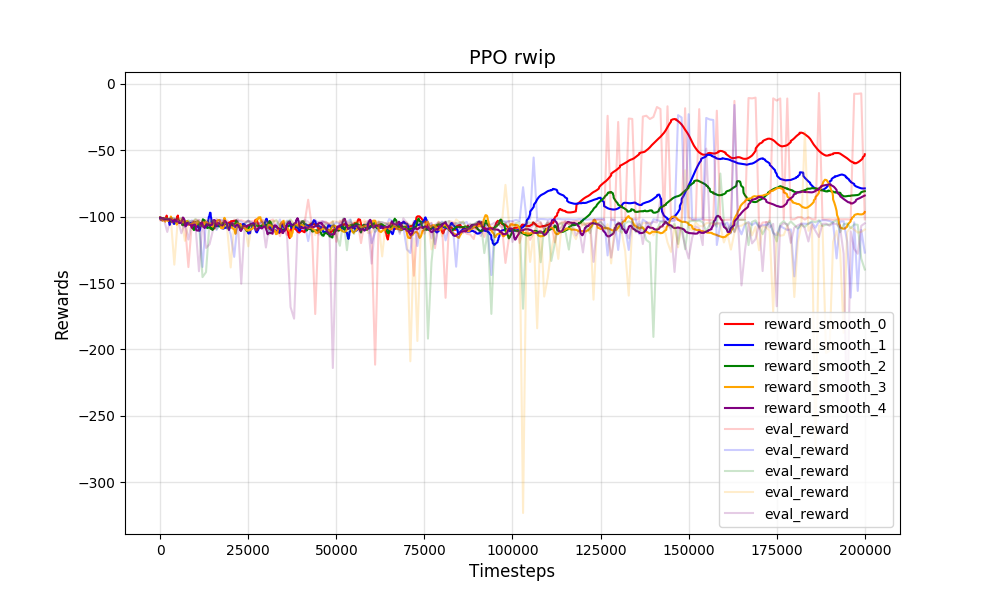 PPO rwip
0
−50
−100
−150
−200
−250
−300
Rewards
0
25000
50000
75000
100000
125000
150000
175000
200000
Timesteps
reward_smooth_0
reward_smooth_1
reward_smooth_2
reward_smooth_3
reward_smooth_4
eval_reward
eval_reward
eval_reward
eval_reward
eval_reward